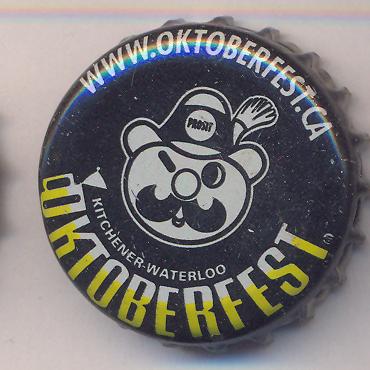 WWW.OKTOBERFEST.CA
PROSIT
KITCHENER-WATERLOO
OKTOBERFEST